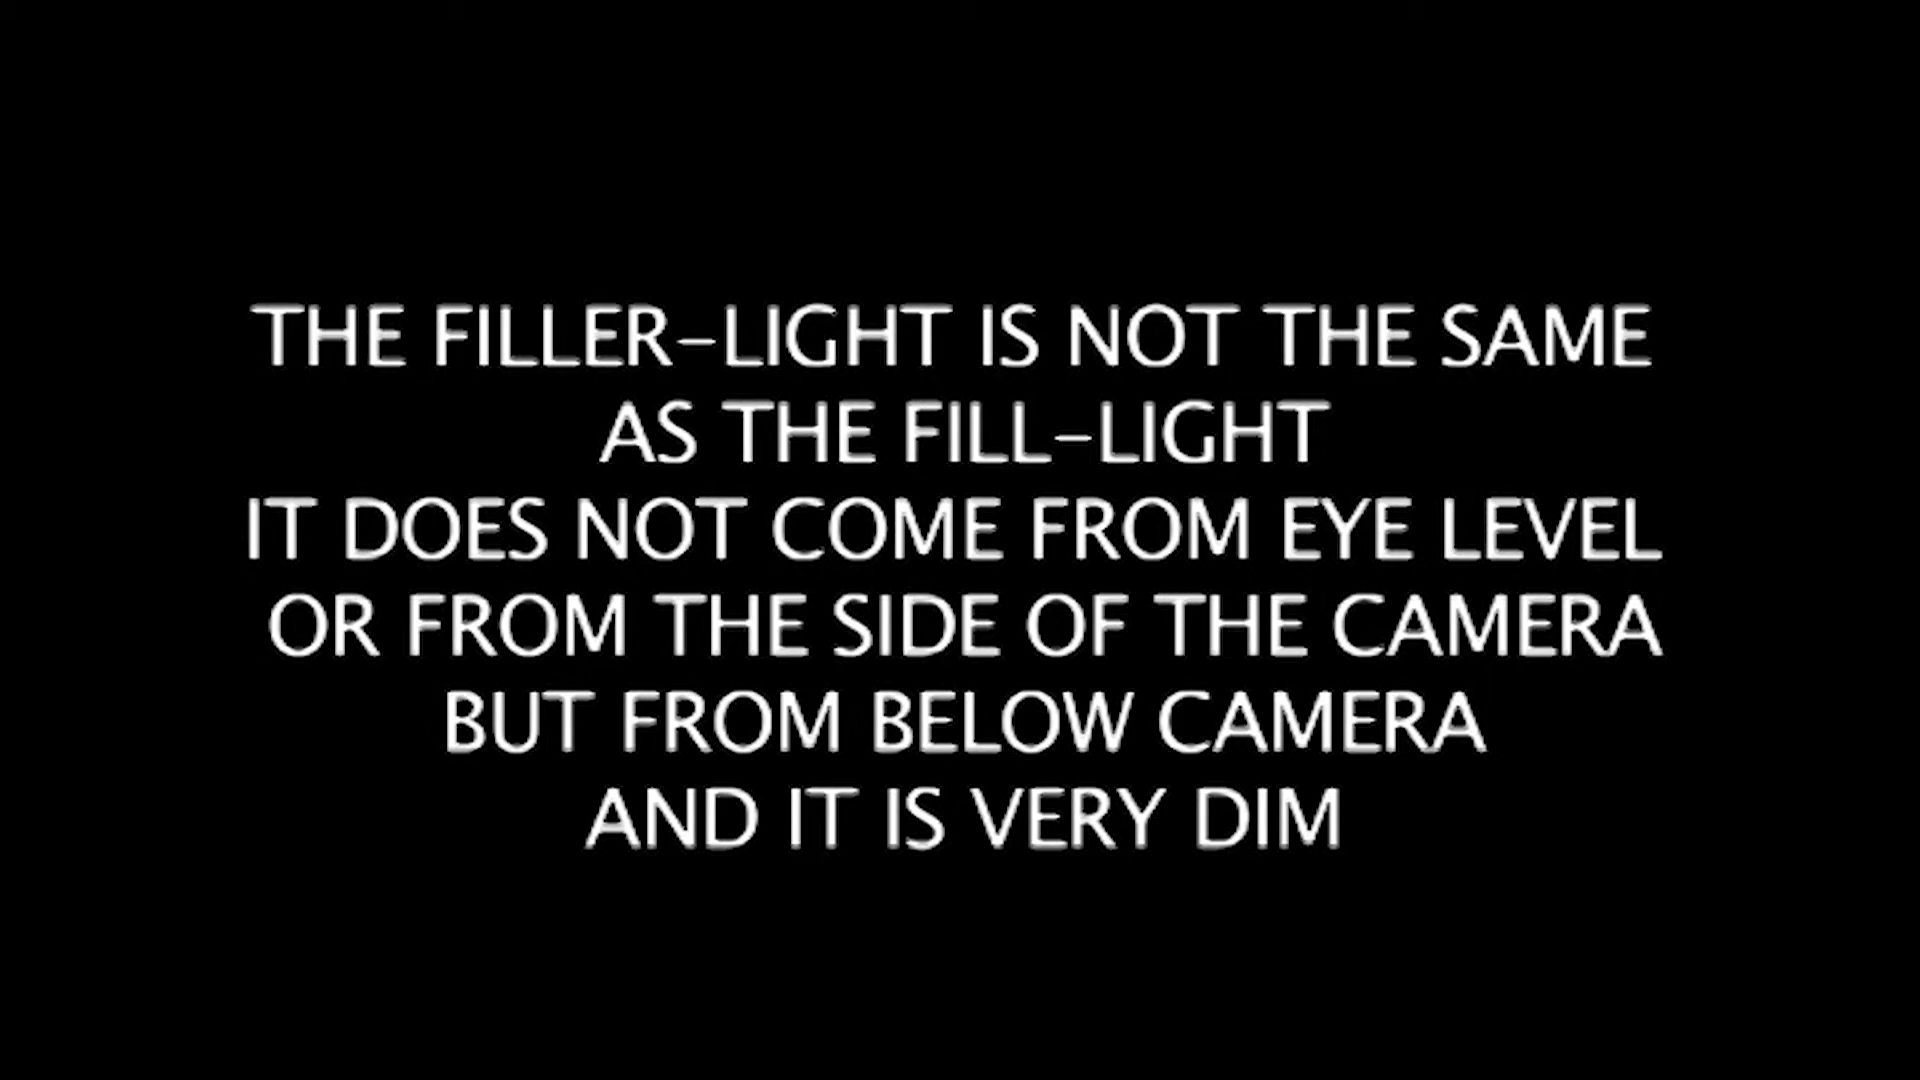 THE FILLER-LIGHT IS NOT THE SAME
AS THE FILL-LIGHT
IT DOES NOT COME FROM EYE LEVEL
OR FROM THE SIDE OF THE CAMERA
BUT FROM BELOW CAMERA
AND IT IS VERY DIM